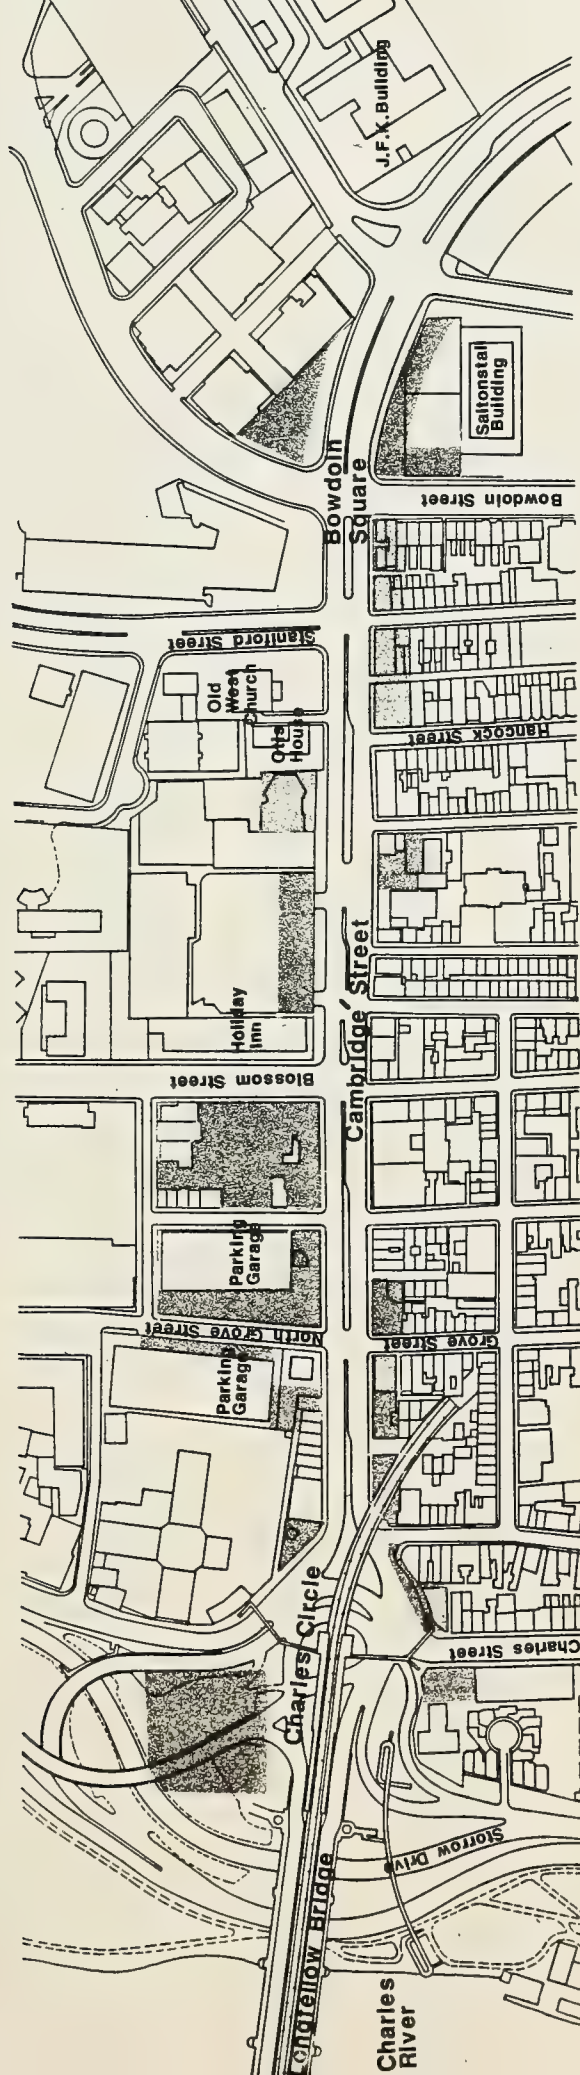 J.F.K. Building
Saltonstall
Building
Bowdoin
Square
Bowdoin Street
Staniford Street
Old
West
Church
Otis
House
Hancock Street
Cambridge Street
Holiday
Inn
Blossom Street
Parking
Garage
North Grove Street
Grove Street
Parking
Garage
Charles Circle
Charles Street
Storrow Drive
Longfellow Bridge
Charles
River